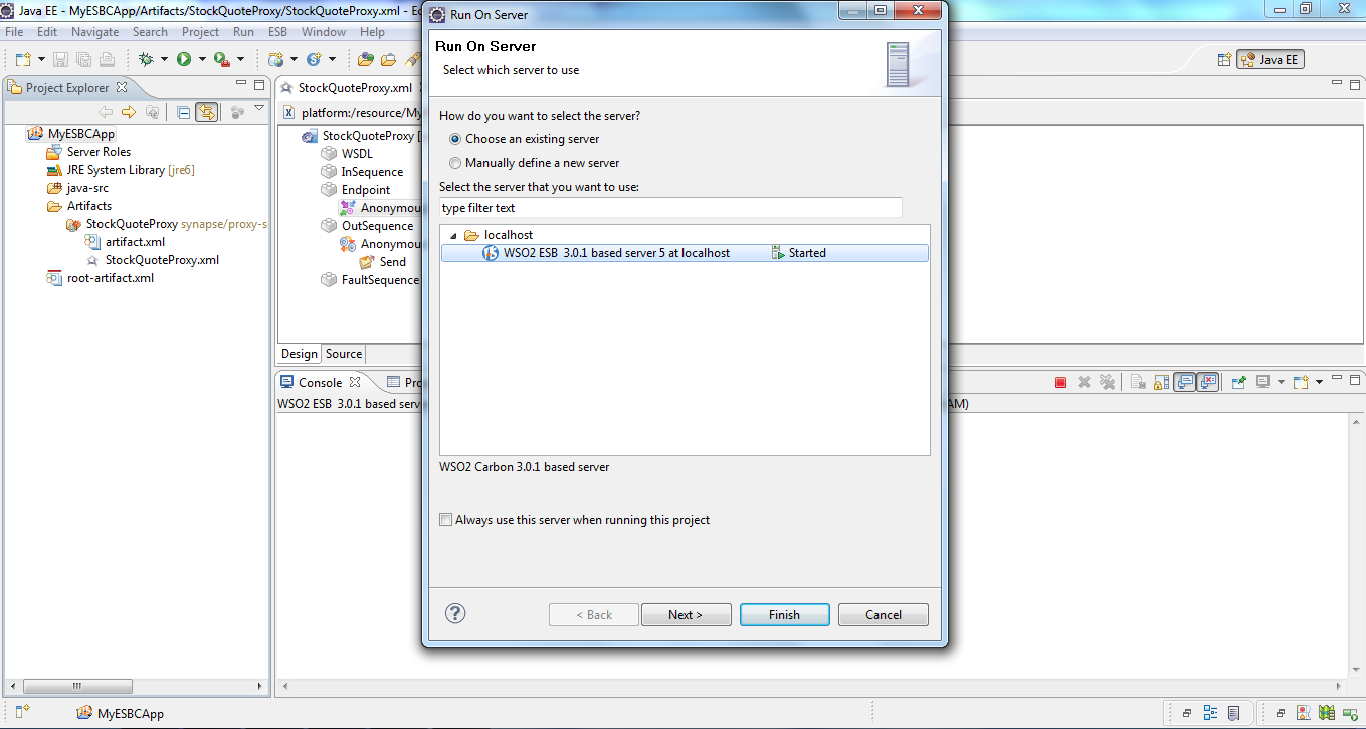 Java EE - MyESBCApp/Artifacts/StockQuoteProxy/StockQuoteProxy.xml - Ec
File Edit Navigate Search Project Run ESB Window Help
Java EE
Project Explorer
MyESBCApp
Server Roles
JRE System Library [jre6]
java-src
Artifacts
StockQuoteProxy synapse/proxy-s
artifact.xml
StockQuoteProxy.xml
root-artifact.xml
StockQuoteProxy.xml
platform:/resource/My
StockQuoteProxy [
WSDL
InSequence
Endpoint
Anonymou
OutSequence
Anonymou
Send
FaultSequence
Design Source
Console Pro
WSO2 ESB 3.0.1 based serv
AM)
Run On Server
Run On Server
Select which server to use
How do you want to select the server?
Choose an existing server
Manually define a new server
Select the server that you want to use:
type filter text
localhost
WSO2 ESB 3.0.1 based server 5 at localhost Started
WSO2 Carbon 3.0.1 based server
Always use this server when running this project
? < Back Next > Finish Cancel
MyESBCApp